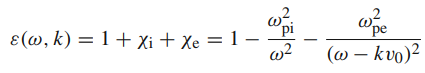 ε(ω, k) = 1 + χ_i + χ_e = 1 − ω_pi^2/ω^2 − ω_pe^2/(ω − kv_0)^2